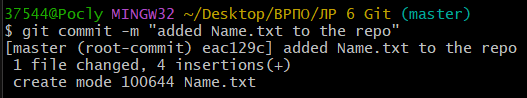 37544@Pocly MINGW32 ~/Desktop/ВРПО/ЛР 6 Git (master)
$ git commit -m "added Name.txt to the repo"
[master (root-commit) eac129c] added Name.txt to the repo
 1 file changed, 4 insertions(+)
 create mode 100644 Name.txt